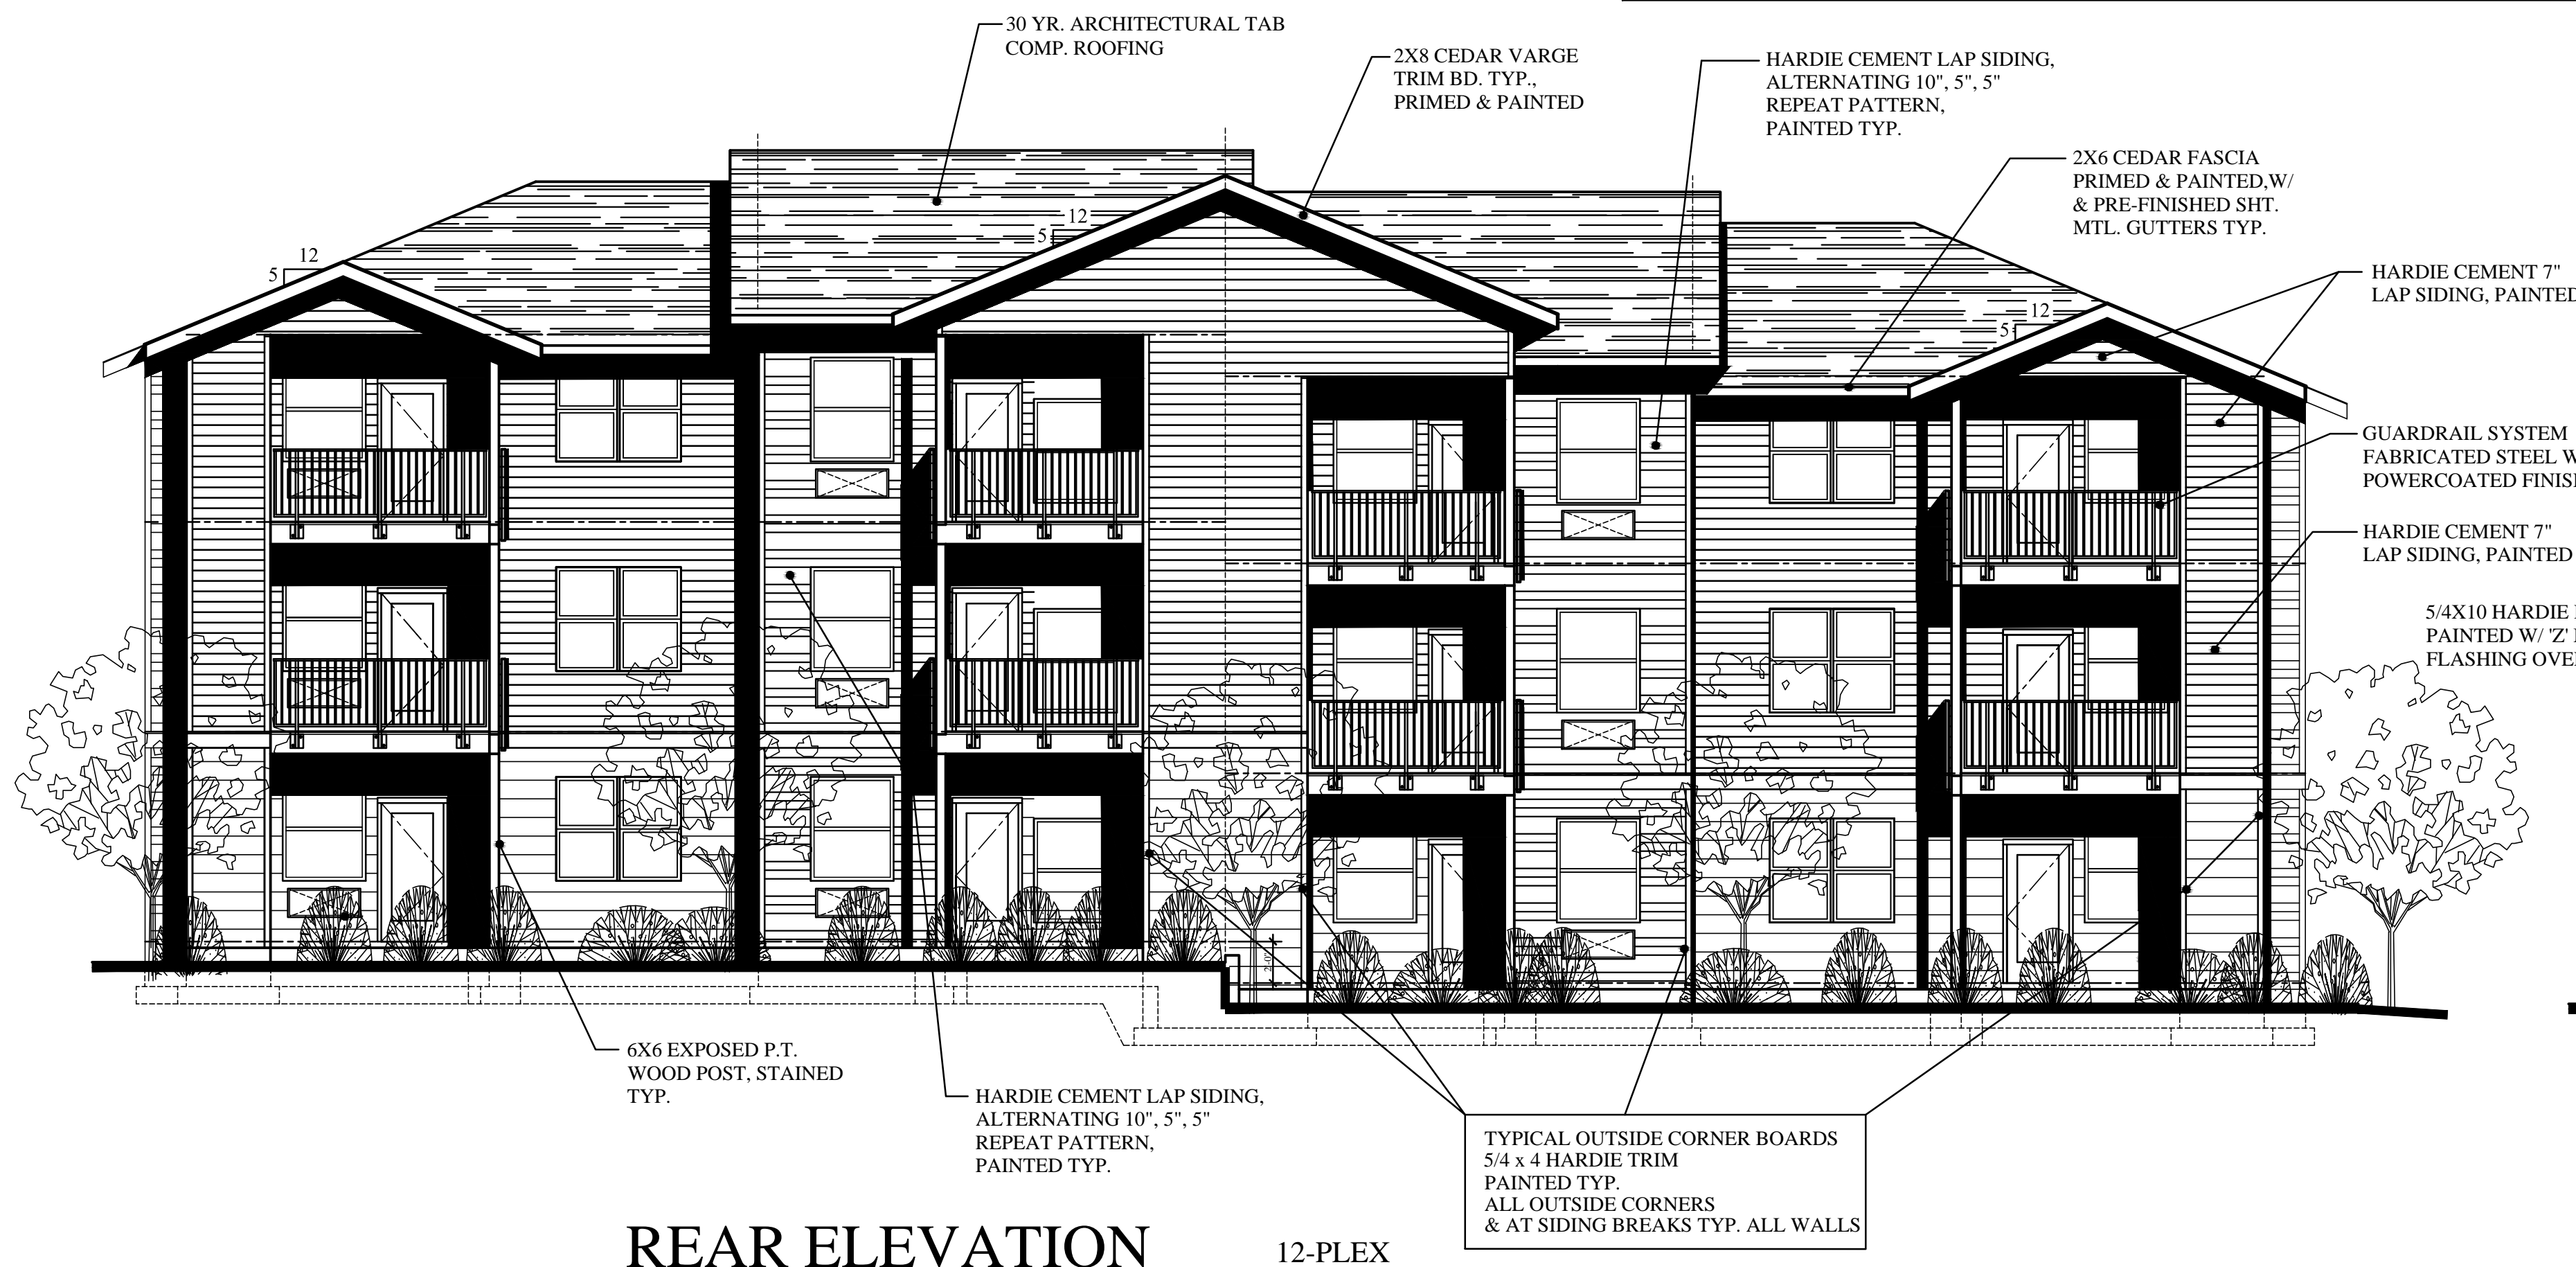 30 YR. ARCHITECTURAL TAB
COMP. ROOFING
2X8 CEDAR VARGE
TRIM BD. TYP.,
PRIMED & PAINTED
HARDIE CEMENT LAP SIDING,
ALTERNATING 10", 5", 5"
REPEAT PATTERN,
PAINTED TYP.
2X6 CEDAR FASCIA
PRIMED & PAINTED,W/
& PRE-FINISHED SHT.
MTL. GUTTERS TYP.
12
5
12
5
12
5
HARDIE CEMENT 7"
LAP SIDING, PAINTED
GUARDRAIL SYSTEM
FABRICATED STEEL W
POWERCOATED FINIS
HARDIE CEMENT 7"
LAP SIDING, PAINTED
5/4X10 HARDIE
PAINTED W/ 'Z'
FLASHING OVE
2'-0"
6X6 EXPOSED P.T.
WOOD POST, STAINED
TYP.
HARDIE CEMENT LAP SIDING,
ALTERNATING 10", 5", 5"
REPEAT PATTERN,
PAINTED TYP.
TYPICAL OUTSIDE CORNER BOARDS
5/4 x 4 HARDIE TRIM
PAINTED TYP.
ALL OUTSIDE CORNERS
& AT SIDING BREAKS TYP. ALL WALLS
REAR ELEVATION
12-PLEX